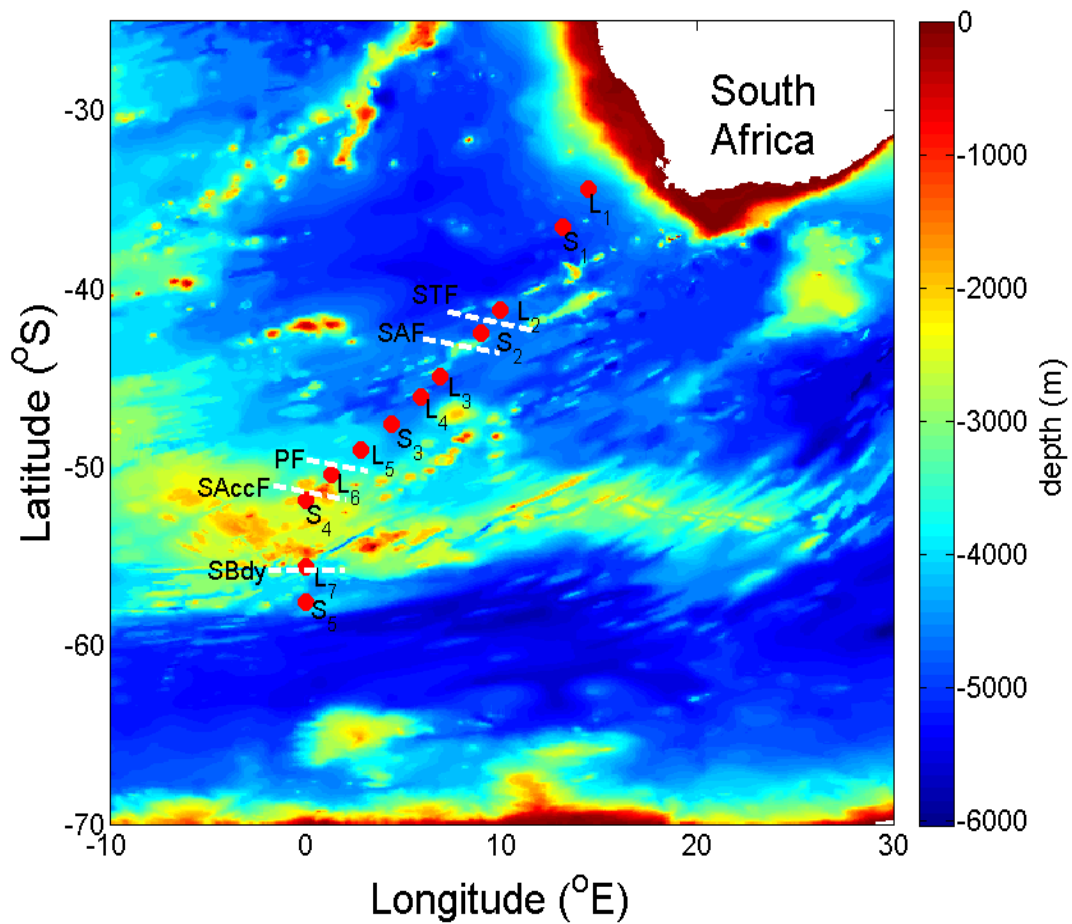 South
Africa
L1
S1
STF
L2
SAF
S2
L3
L4
S3
PF
L5
SAccF
L6
S4
SBdy
L7
S5
-30
-40
-50
-60
-70
-10
0
10
20
30
Latitude (°S)
Longitude (°E)
0
-1000
-2000
-3000
-4000
-5000
-6000
depth (m)